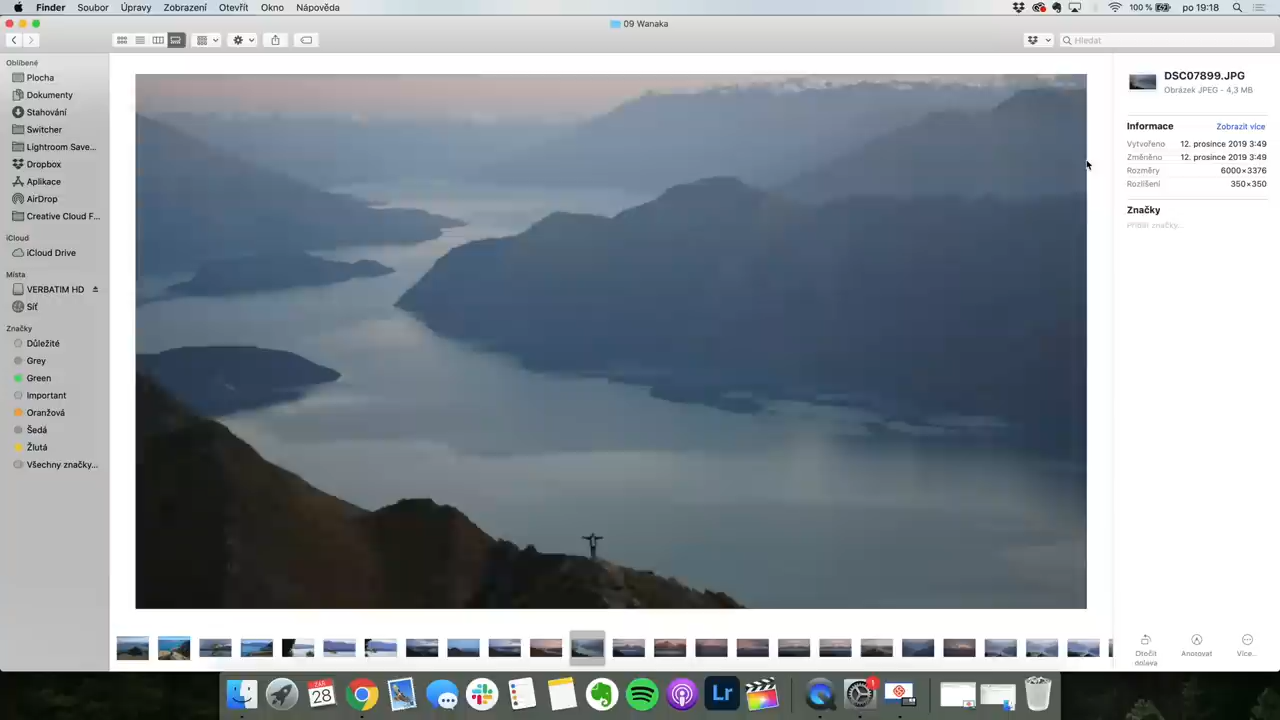 Finder Soubor Úpravy Zobrazení Otevřít Okno Nápověda
100 % po 19:18
09 Wanaka
Hledat
Oblíbené
Plocha
Dokumenty
Stahování
Switcher
Lightroom Save...
Dropbox
Aplikace
AirDrop
Creative Cloud F...
iCloud
iCloud Drive
Místa
VERBATIM HD
Síť
Značky
Důležité
Grey
Green
Important
Oranžová
Šedá
Žlutá
Všechny značky...
DSC07899.JPG
Obrázek JPEG - 4,3 MB
Informace Zobrazit více
Vytvořeno 12. prosince 2019 3:49
Změněno 12. prosince 2019 3:49
Rozměry 6000×3376
Rozlišení 350×350
Značky
Přidat značky...
Otočit doleva
Anotovat
Více...
28
1
Lr